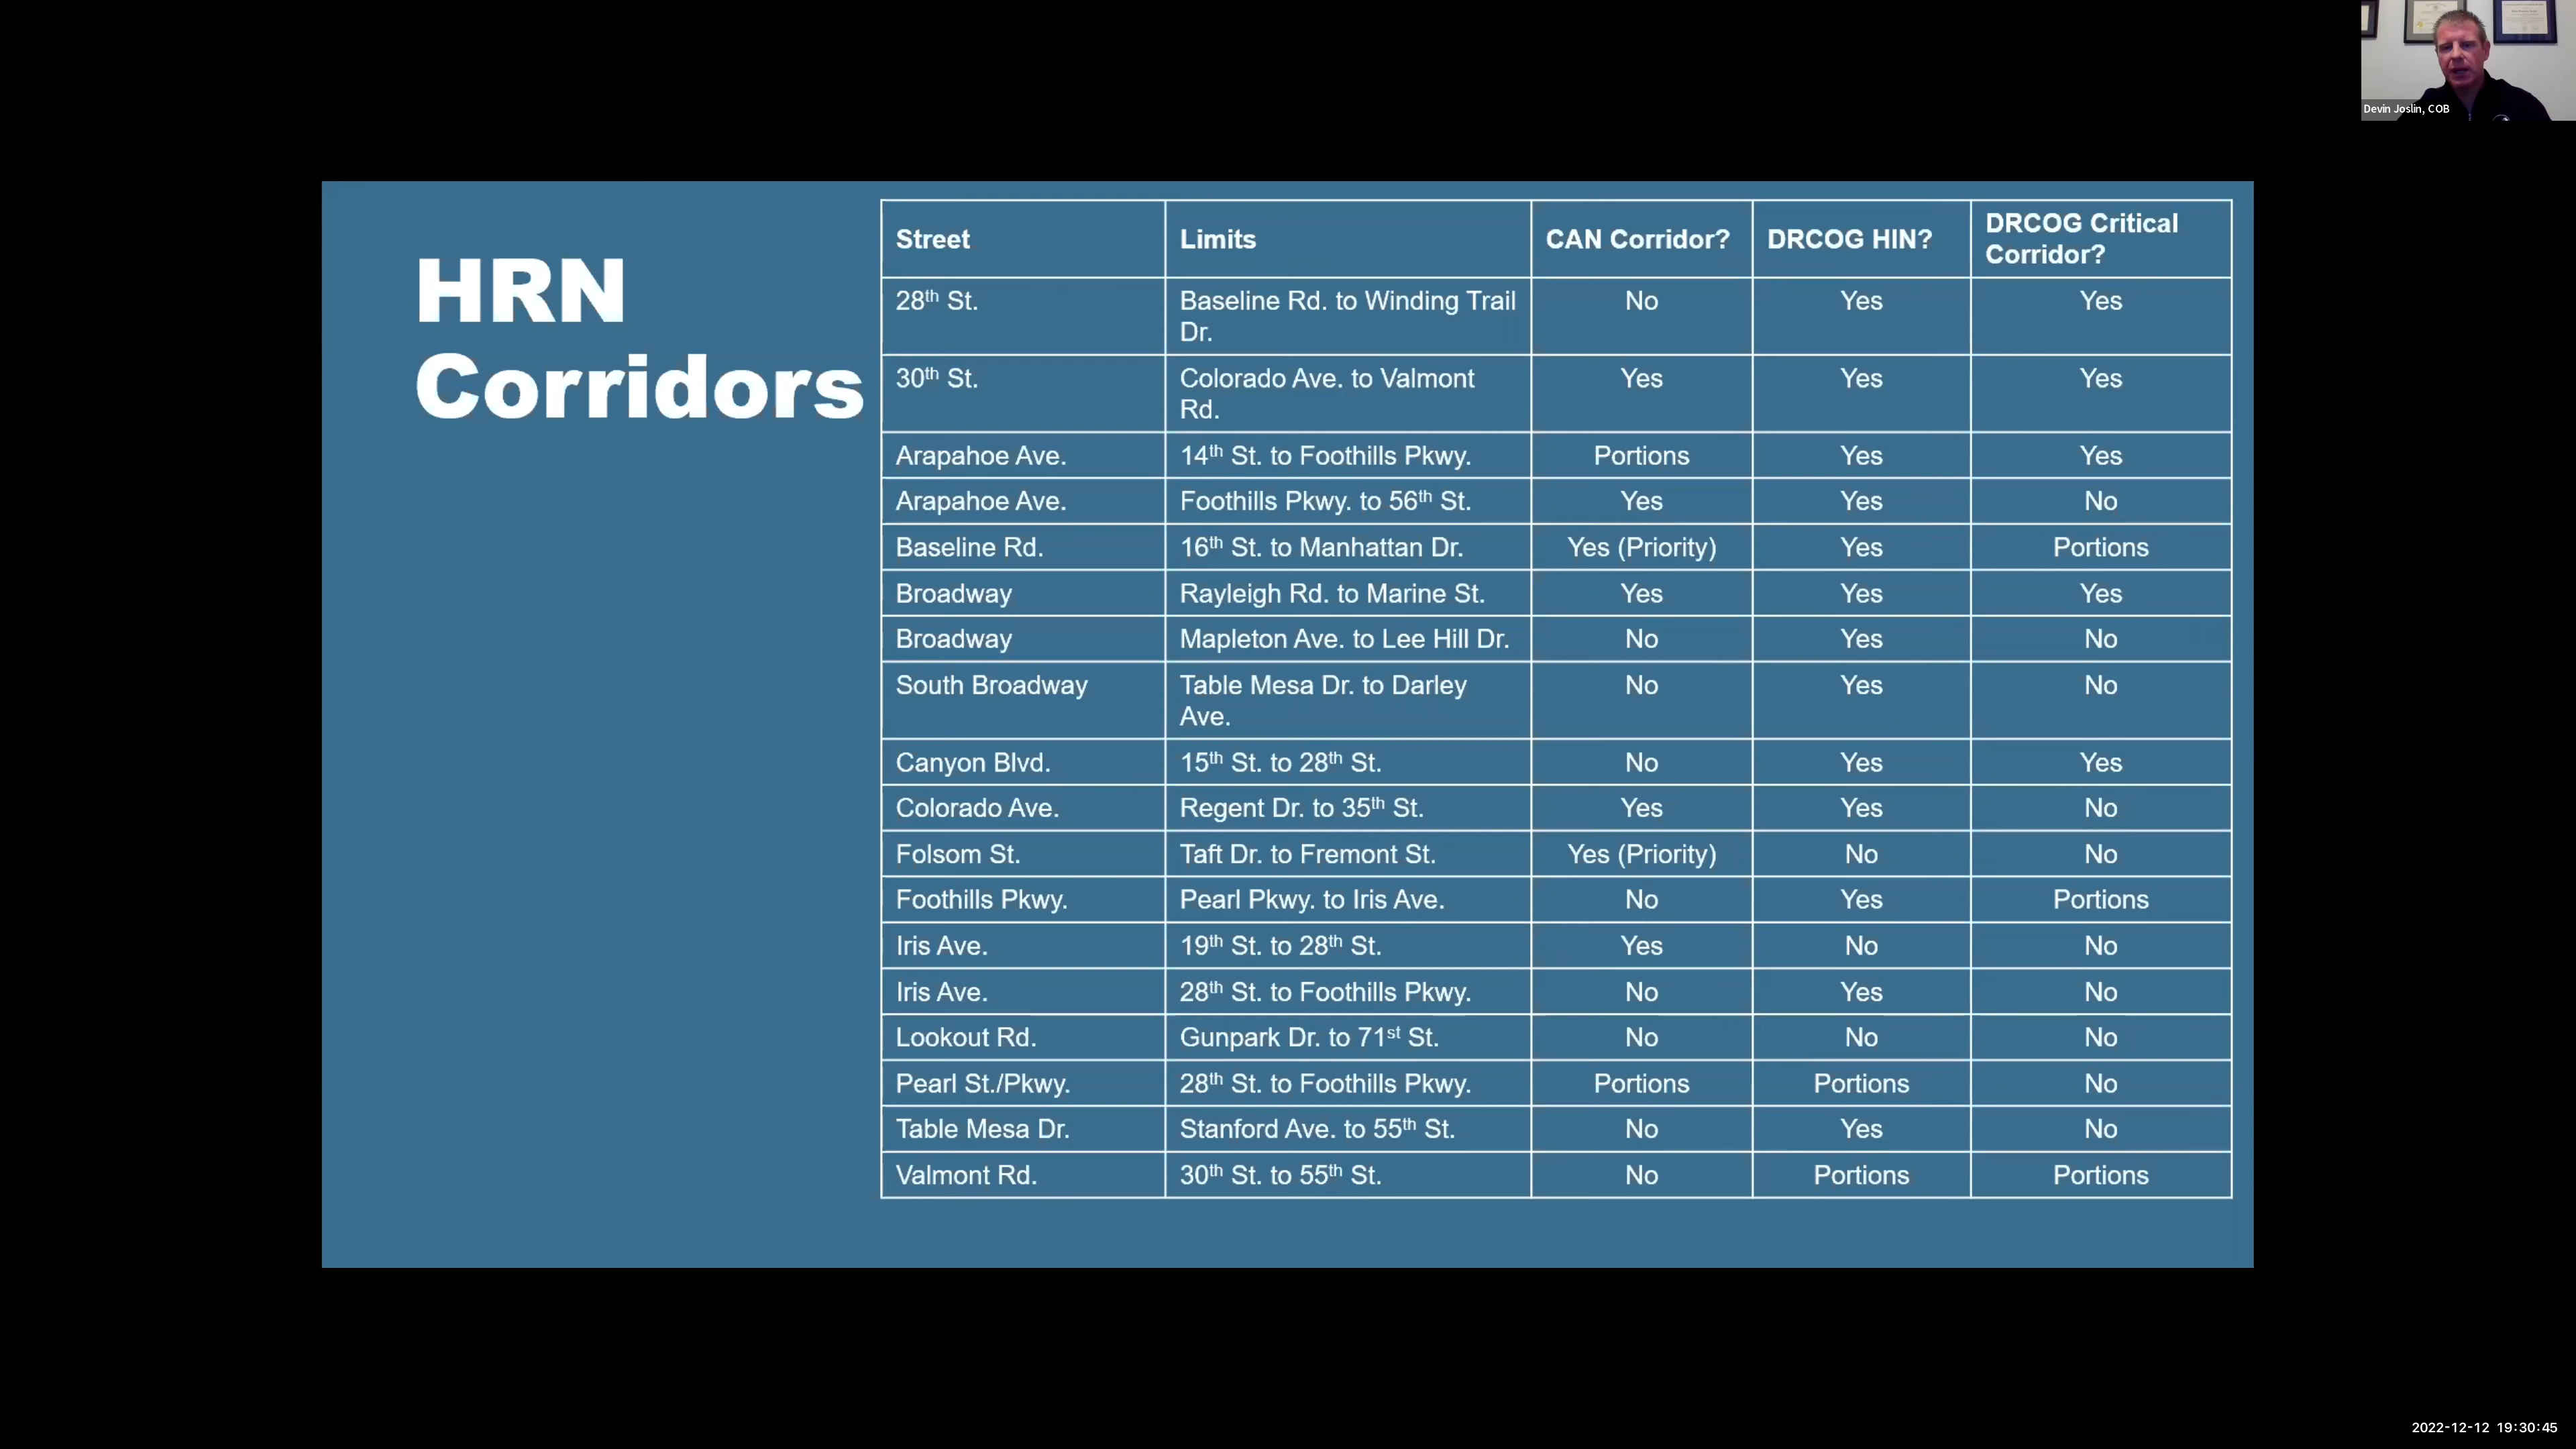 Devin Joslin, COB
HRN
Corridors
Street Limits CAN Corridor? DRCOG HIN? DRCOG Critical Corridor?
28th St. Baseline Rd. to Winding Trail Dr. No Yes Yes
30th St. Colorado Ave. to Valmont Rd. Yes Yes Yes
Arapahoe Ave. 14th St. to Foothills Pkwy. Portions Yes Yes
Arapahoe Ave. Foothills Pkwy. to 56th St. Yes Yes No
Baseline Rd. 16th St. to Manhattan Dr. Yes (Priority) Yes Portions
Broadway Rayleigh Rd. to Marine St. Yes Yes Yes
Broadway Mapleton Ave. to Lee Hill Dr. No Yes No
South Broadway Table Mesa Dr. to Darley Ave. No Yes No
Canyon Blvd. 15th St. to 28th St. No Yes Yes
Colorado Ave. Regent Dr. to 35th St. Yes Yes No
Folsom St. Taft Dr. to Fremont St. Yes (Priority) No No
Foothills Pkwy. Pearl Pkwy. to Iris Ave. No Yes Portions
Iris Ave. 19th St. to 28th St. Yes No No
Iris Ave. 28th St. to Foothills Pkwy. No Yes No
Lookout Rd. Gunpark Dr. to 71st St. No No No
Pearl St./Pkwy. 28th St. to Foothills Pkwy. Portions Portions No
Table Mesa Dr. Stanford Ave. to 55th St. No Yes No
Valmont Rd. 30th St. to 55th St. No Portions Portions
2022-12-12 19:30:45